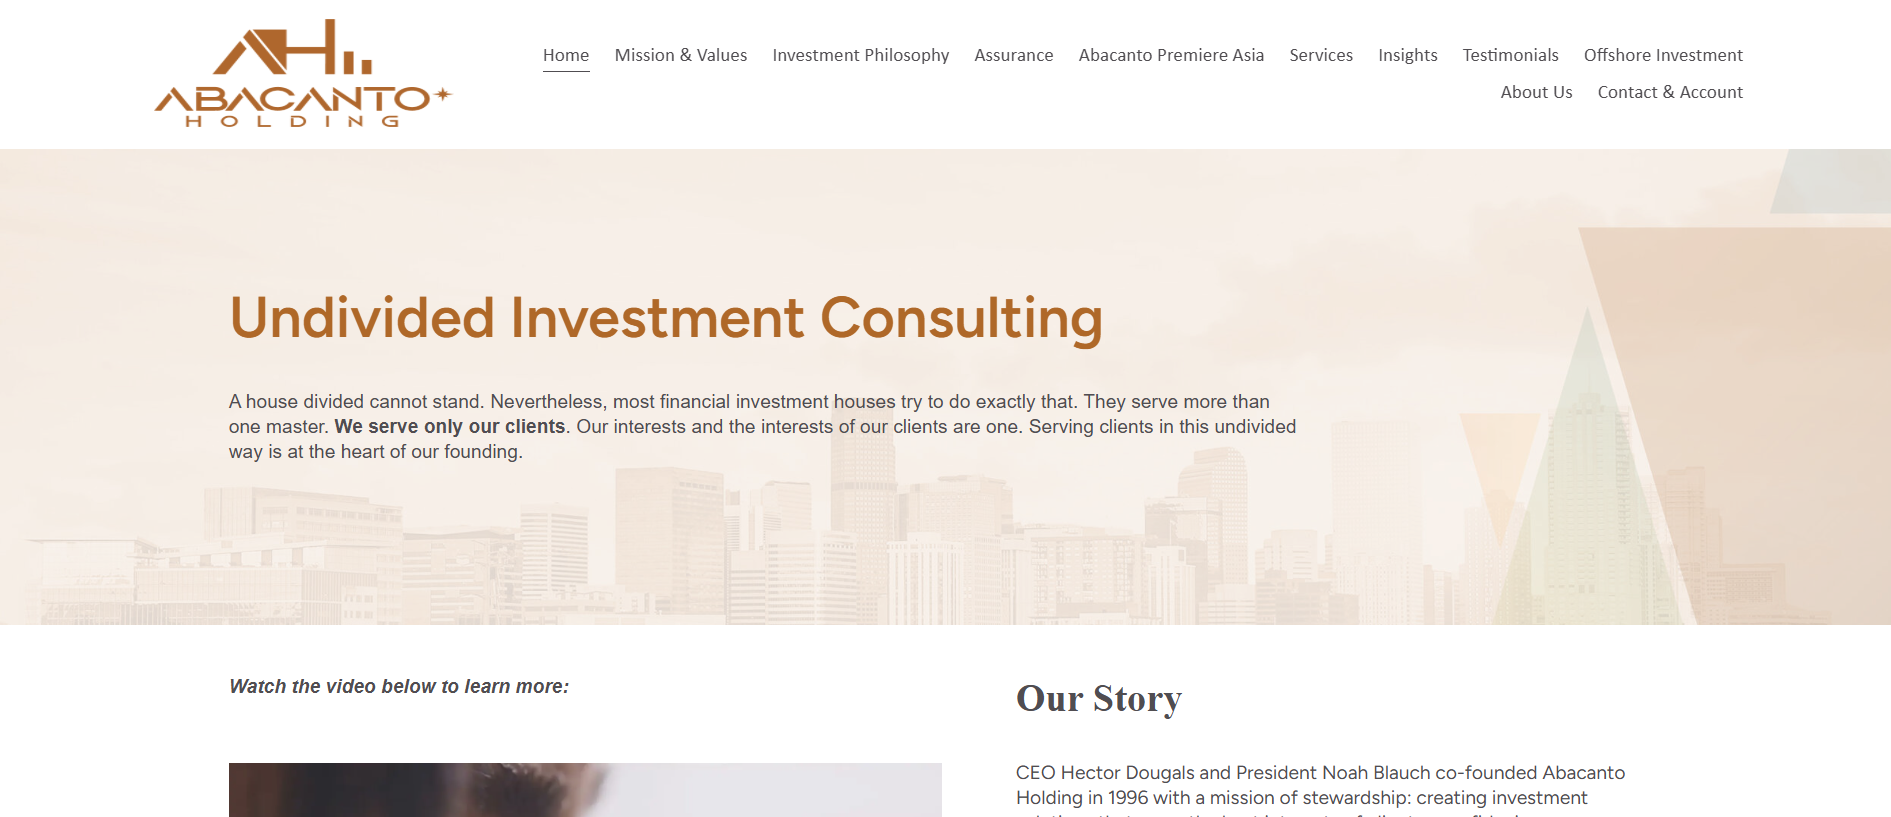 ABACANTO
HOLDING
Home Mission & Values Investment Philosophy Assurance Abacanto Premiere Asia Services Insights Testimonials Offshore Investment
About Us Contact & Account
Undivided Investment Consulting
A house divided cannot stand. Nevertheless, most financial investment houses try to do exactly that. They serve more than
one master. We serve only our clients. Our interests and the interests of our clients are one. Serving clients in this undivided
way is at the heart of our founding.
Watch the video below to learn more:
Our Story
CEO Hector Dougals and President Noah Blauch co-founded Abacanto
Holding in 1996 with a mission of stewardship: creating investment